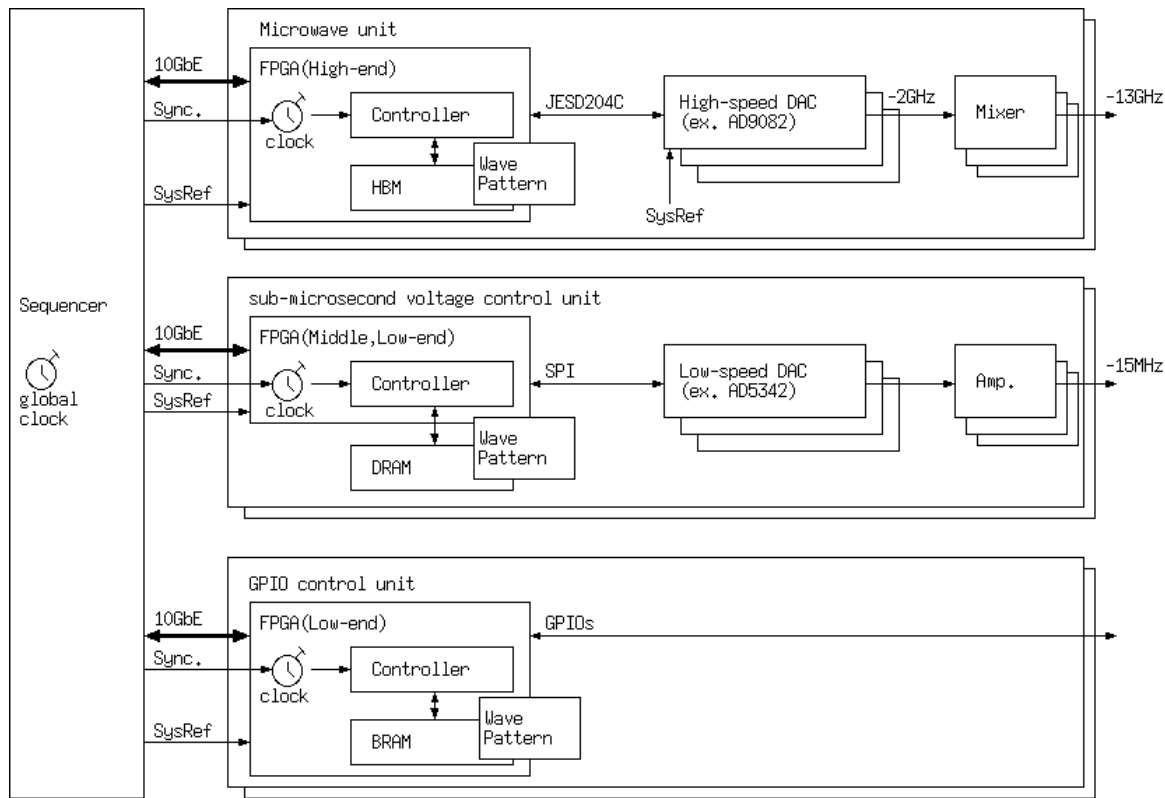 Microwave unit
10GbE
FPGA(High-end)
Sync.
clock
Controller
JESD204C
High-speed DAC
(ex. AD9082)
-2GHz
Mixer
-13GHz
Wave
Pattern
HBM
SysRef
SysRef
Sequencer
global
clock
sub-microsecond voltage control unit
10GbE
FPGA(Middle,Low-end)
Sync.
SysRef
clock
Controller
SPI
Low-speed DAC
(ex. AD5342)
Amp.
-15MHz
Wave
Pattern
DRAM
GPIO control unit
10GbE
FPGA(Low-end)
GPIOs
Sync.
clock
Controller
Wave
Pattern
BRAM
SysRef